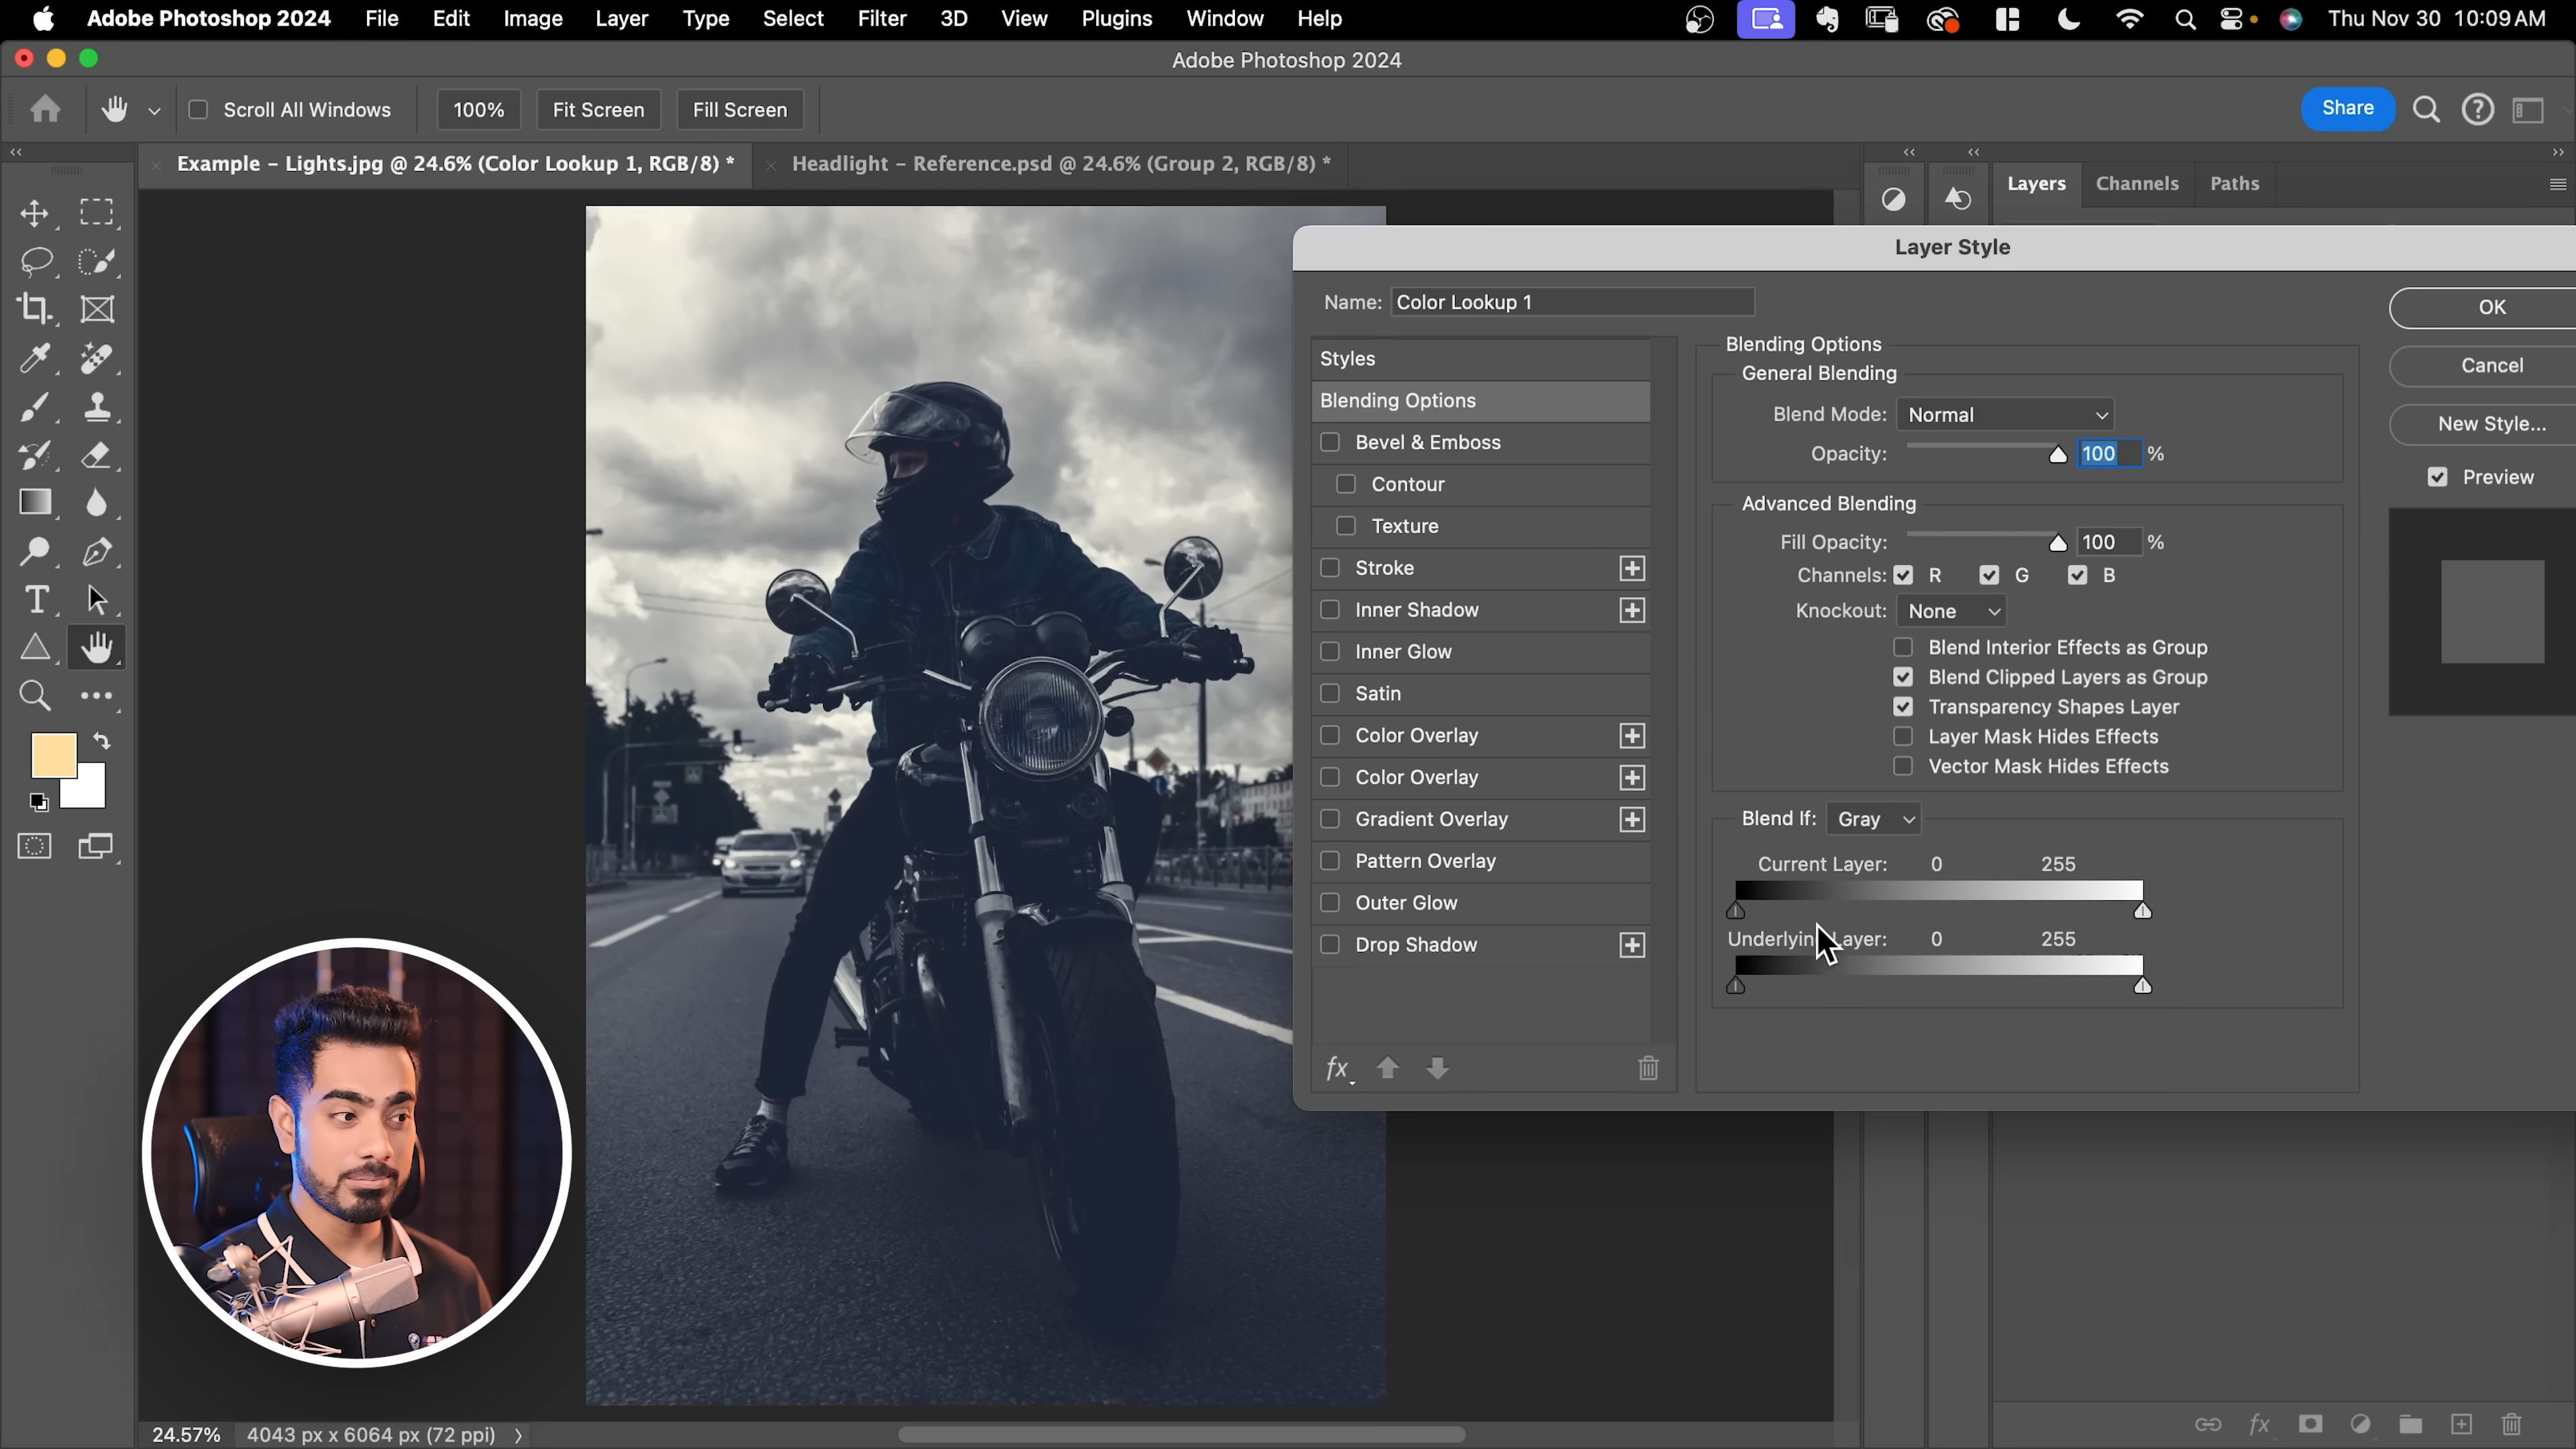 Adobe Photoshop 2024 File Edit Image Layer Type Select Filter 3D View Plugins Window Help Thu Nov 30 10:09 AM
Adobe Photoshop 2024
Scroll All Windows 100% Fit Screen Fill Screen Share
Example - Lights.jpg @ 24.6% (Color Lookup 1, RGB/8) * Headlight - Reference.psd @ 24.6% (Group 2, RGB/8) *
Layers Channels Paths
Layer Style
Name: Color Lookup 1
Styles
Blending Options
Bevel & Emboss
Contour
Texture
Stroke
Inner Shadow
Inner Glow
Satin
Color Overlay
Color Overlay
Gradient Overlay
Pattern Overlay
Outer Glow
Drop Shadow
fx
Blending Options
General Blending
Blend Mode: Normal
Opacity: 100 %
Advanced Blending
Fill Opacity: 100 %
Channels: R G B
Knockout: None
Blend Interior Effects as Group
Blend Clipped Layers as Group
Transparency Shapes Layer
Layer Mask Hides Effects
Vector Mask Hides Effects
Blend If: Gray
Current Layer: 0 255
Underlying Layer: 0 255
OK
Cancel
New Style...
Preview
24.57% 4043 px x 6064 px (72 ppi)
fx